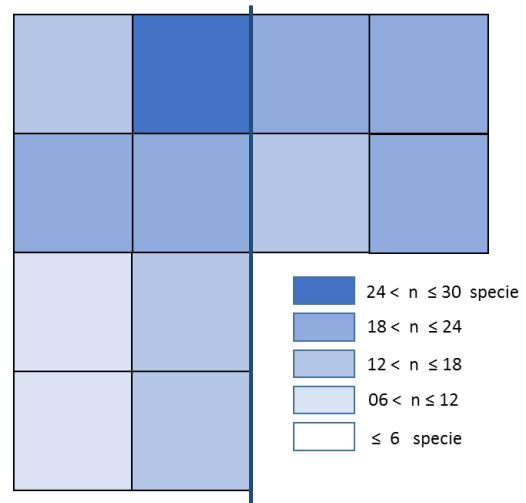 24 < n ≤ 30 specie
18 < n ≤ 24
12 < n ≤ 18
06 < n ≤ 12
≤ 6 specie